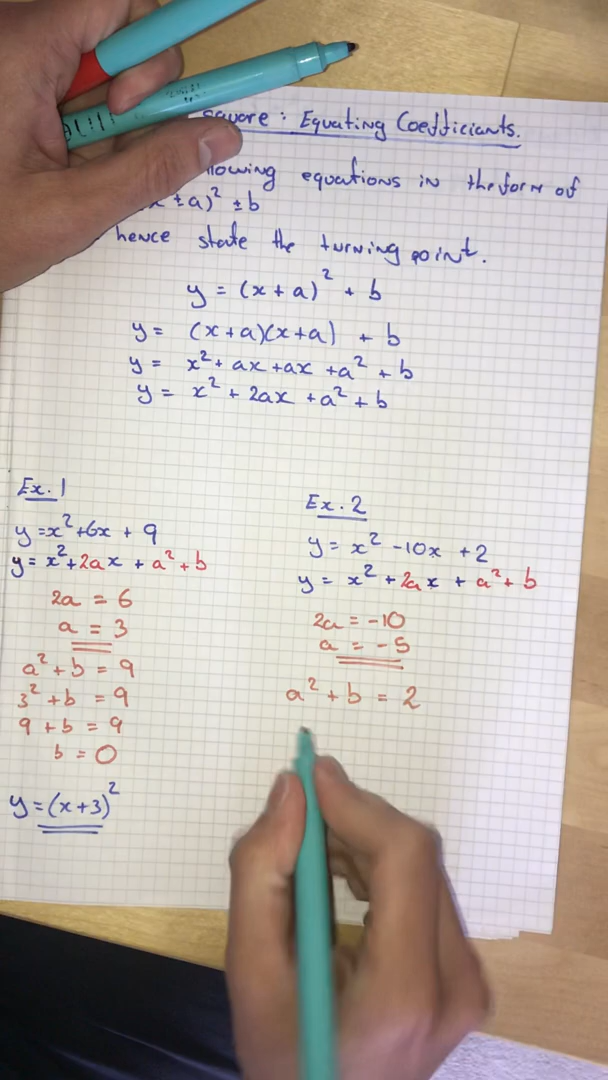 square: Equating Coefficiants.
equations in the form of
± a)² ± b
hence state the turning point.
y = (x + a)² + b
y = (x+a)(x+a) + b
y = x² + ax + ax + a² + b
y = x² + 2ax + a² + b
Ex. 1
y = x² + 6x + 9
y = x² + 2ax + a² + b
2a = 6
a = 3
a² + b = 9
3² + b = 9
9 + b = 9
b = 0
y = (x+3)²
Ex. 2
y = x² - 10x + 2
y = x² + 2ax + a² + b
2a = -10
a = -5
a² + b = 2